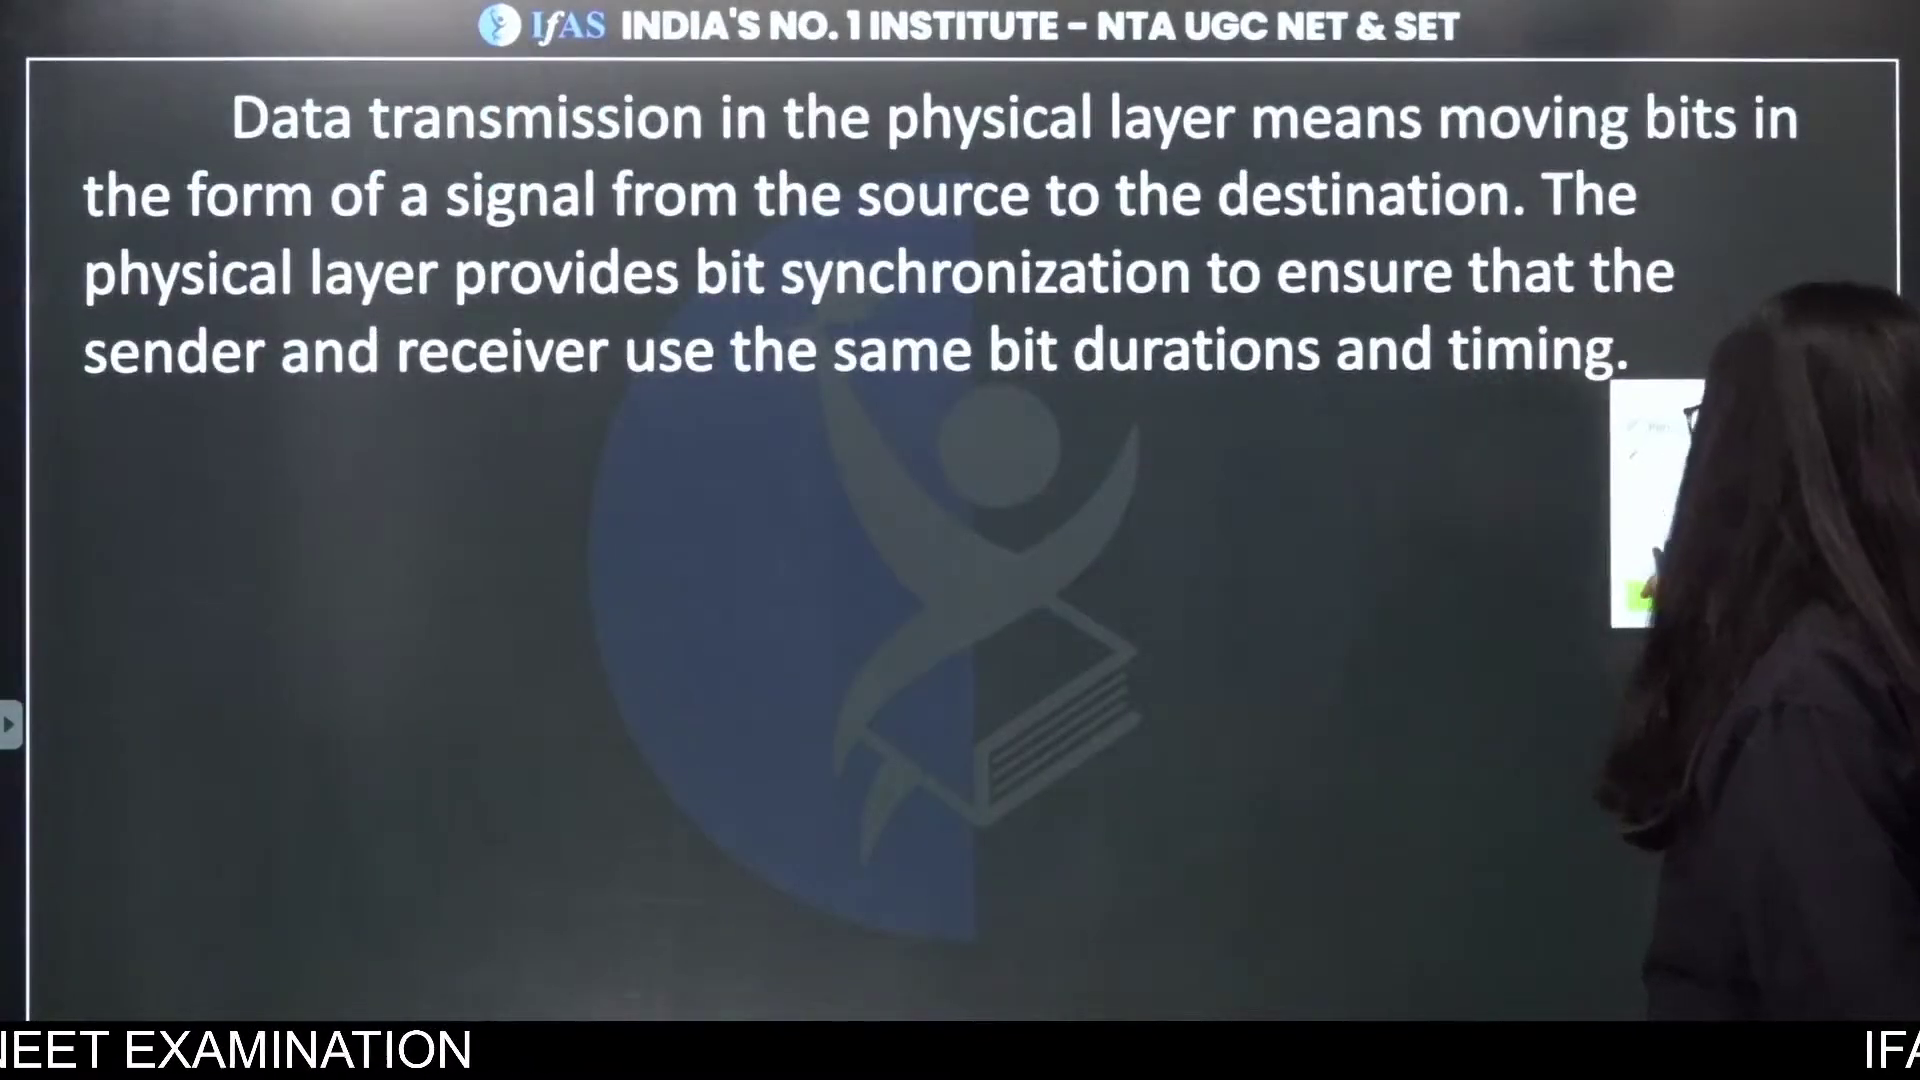 IfAS INDIA'S NO. 1 INSTITUTE - NTA UGC NET & SET
Data transmission in the physical layer means moving bits in
the form of a signal from the source to the destination. The
physical layer provides bit synchronization to ensure that the
sender and receiver use the same bit durations and timing.
NEET EXAMINATION
IFA